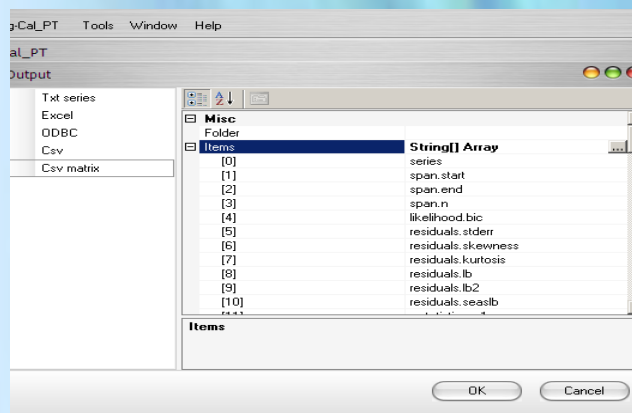 g-Cal_PT Tools Window Help
al_PT
Output
Txt series
Excel
ODBC
Csv
Csv matrix
Misc
Folder
Items String[] Array ...
[0] series
[1] span.start
[2] span.end
[3] span.n
[4] likelihood.bic
[5] residuals.stderr
[6] residuals.skewness
[7] residuals.kurtosis
[8] residuals.lb
[9] residuals.lb2
[10] residuals.seaslb
Items
OK Cancel